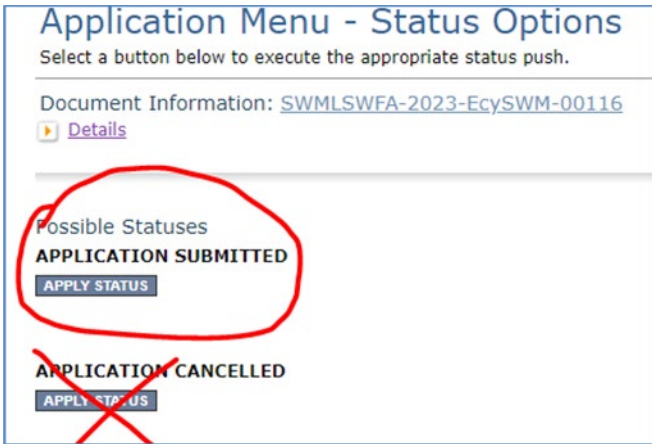 Application Menu - Status Options
Select a button below to execute the appropriate status push.
Document Information: SWMLSWFA-2023-EcySWM-00116
Details
Possible Statuses
APPLICATION SUBMITTED
APPLY STATUS
APPLICATION CANCELLED
APPLY STATUS